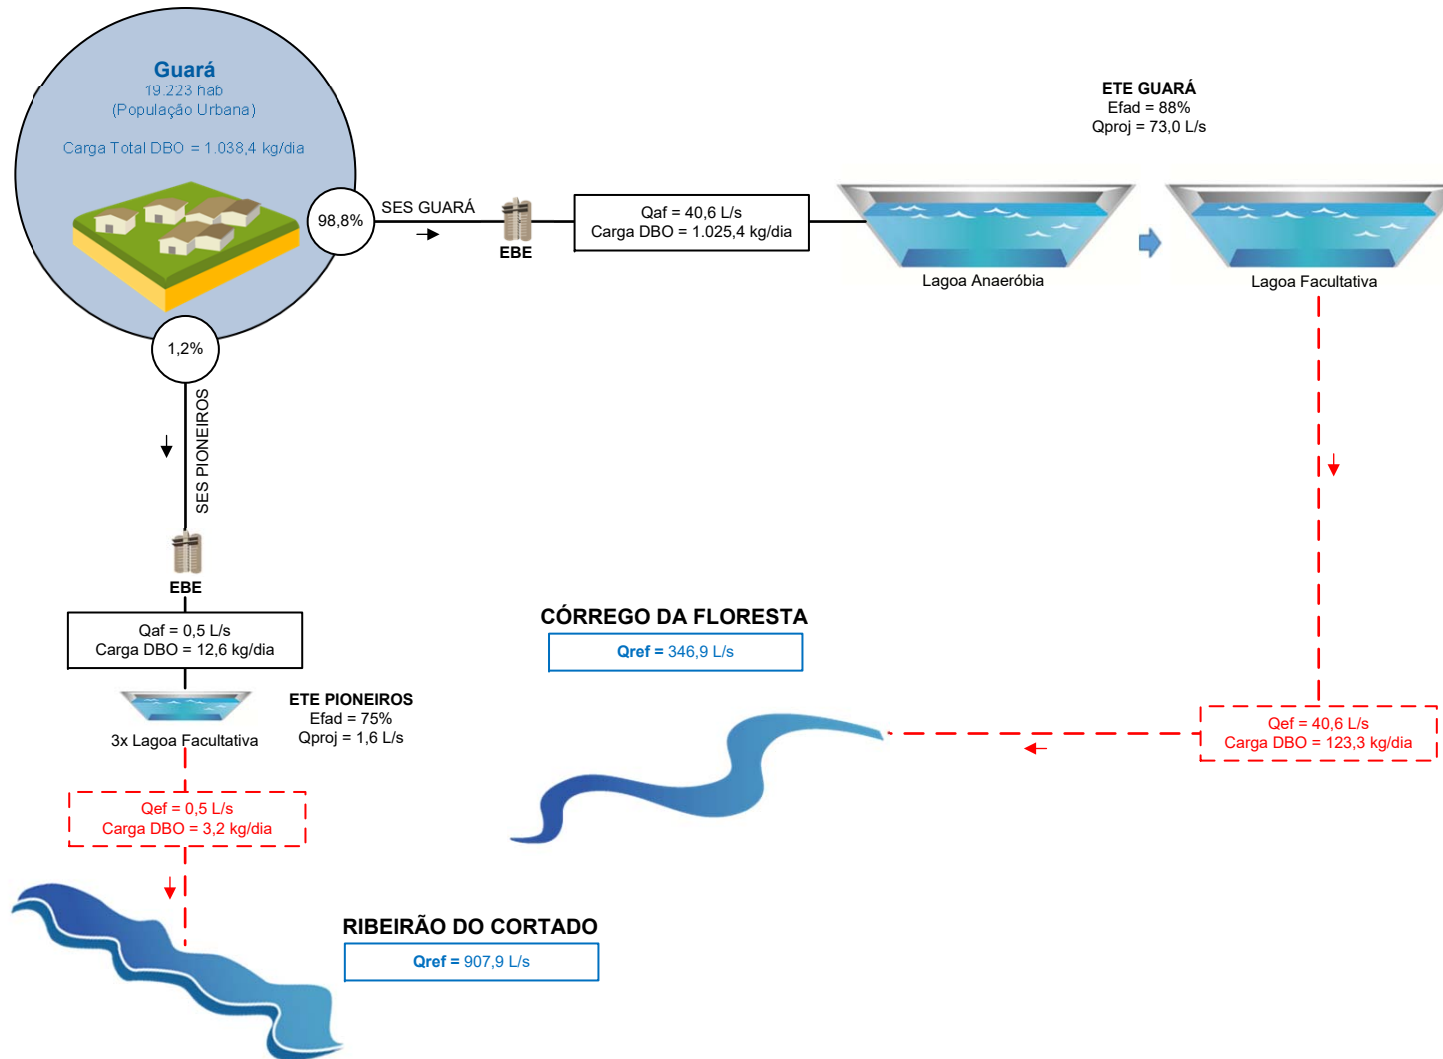 Guará
19.223 hab
(População Urbana)
Carga Total DBO = 1.038,4 kg/dia
98,8%
SES GUARÁ
EBE
Qaf = 40,6 L/s
Carga DBO = 1.025,4 kg/dia
ETE GUARÁ
Efad = 88%
Qproj = 73,0 L/s
Lagoa Anaeróbia
Lagoa Facultativa
1,2%
SES PIONEIROS
EBE
Qaf = 0,5 L/s
Carga DBO = 12,6 kg/dia
ETE PIONEIROS
Efad = 75%
Qproj = 1,6 L/s
3x Lagoa Facultativa
Qef = 0,5 L/s
Carga DBO = 3,2 kg/dia
CÓRREGO DA FLORESTA
Qref = 346,9 L/s
Qef = 40,6 L/s
Carga DBO = 123,3 kg/dia
RIBEIRÃO DO CORTADO
Qref = 907,9 L/s